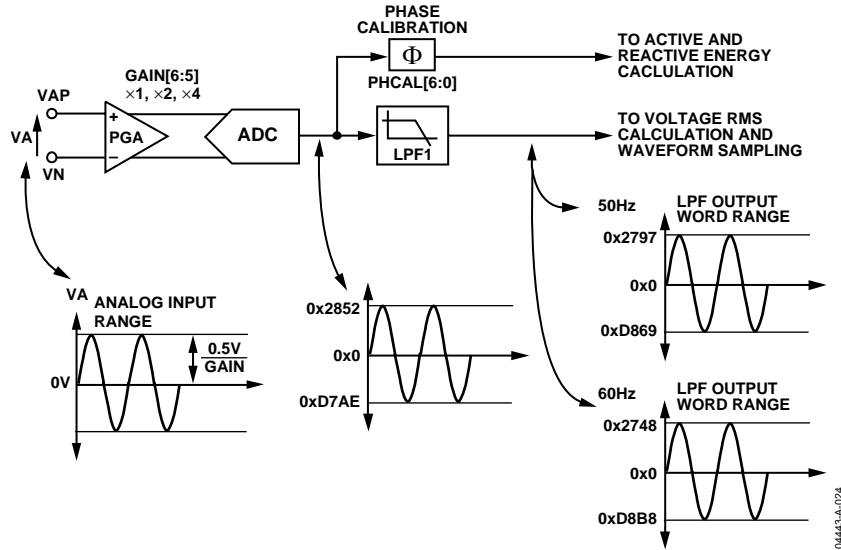 PHASE
CALIBRATION
Φ
PHCAL[6:0]
TO ACTIVE AND
REACTIVE ENERGY
CACLULATION
GAIN[6:5]
×1, ×2, ×4
VAP
+
PGA
−
VA
VN
ADC
LPF1
TO VOLTAGE RMS
CALCULATION AND
WAVEFORM SAMPLING
50Hz
LPF OUTPUT
WORD RANGE
0x2797
0x0
0xD869
VA
ANALOG INPUT
RANGE
0V
0.5V
GAIN
0x2852
0x0
0xD7AE
60Hz
LPF OUTPUT
WORD RANGE
0x2748
0x0
0xD8B8
04443-A-024